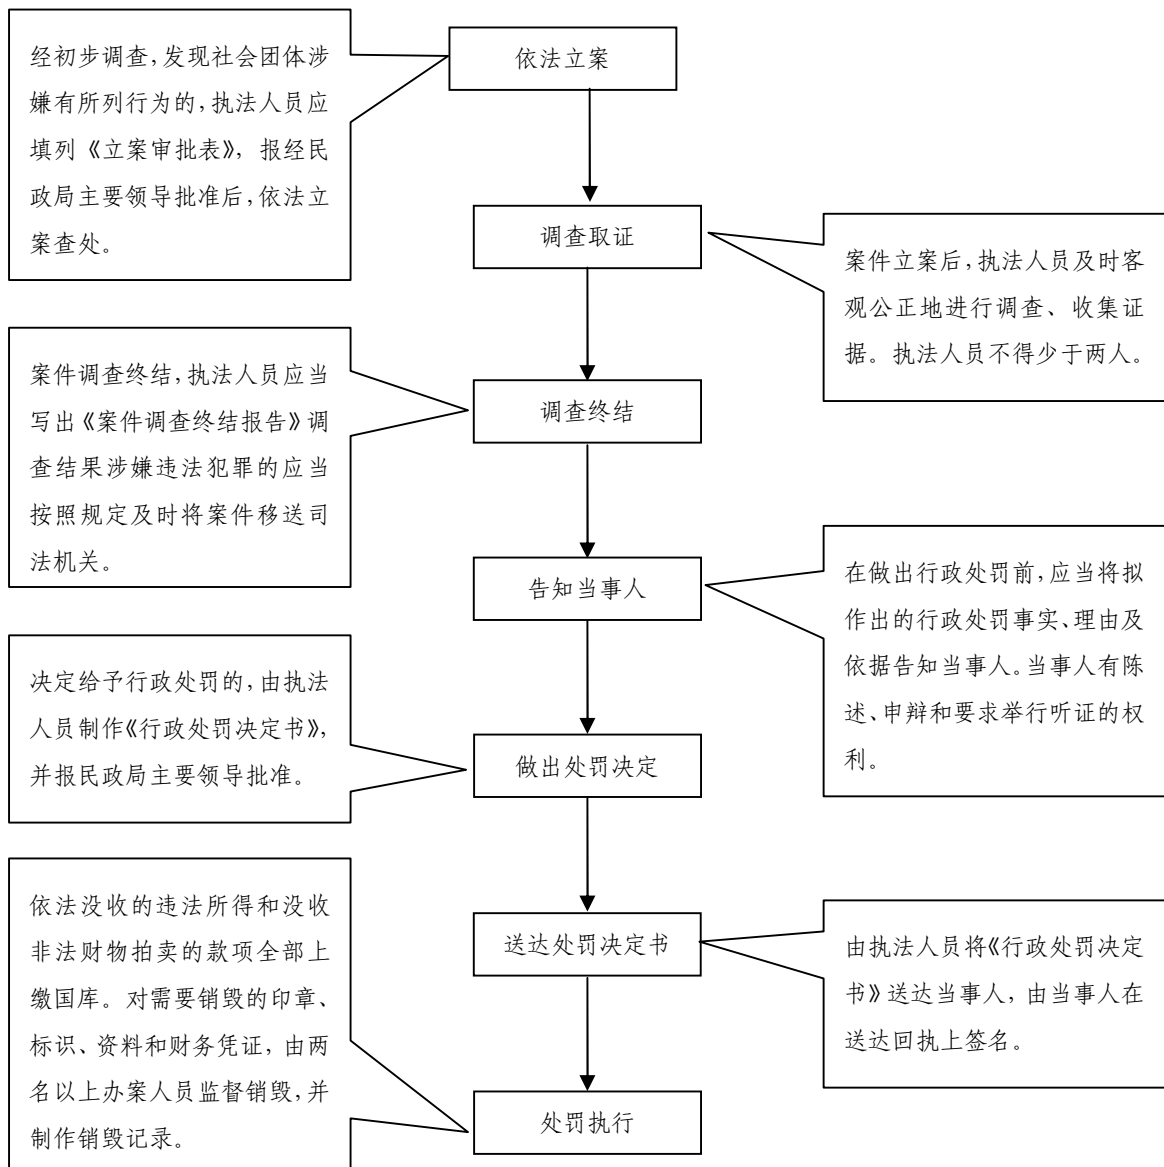 经初步调查,发现社会团体涉
嫌有所列行为的,执法人员应
填列《立案审批表》,报经民
政局主要领导批准后,依法立
案查处。
依法立案
调查取证
案件立案后,执法人员及时客
观公正地进行调查、收集证
据。执法人员不得少于两人。
案件调查终结,执法人员应当
写出《案件调查终结报告》调
查结果涉嫌违法犯罪的应当
按照规定及时将案件移送司
法机关。
调查终结
告知当事人
在做出行政处罚前,应当将拟
作出的行政处罚事实、理由及
依据告知当事人。当事人有陈
述、申辩和要求举行听证的权
利。
决定给予行政处罚的,由执法
人员制作《行政处罚决定书》,
并报民政局主要领导批准。
做出处罚决定
送达处罚决定书
由执法人员将《行政处罚决定
书》送达当事人,由当事人在
送达回执上签名。
依法没收的违法所得和没收
非法财物拍卖的款项全部上
缴国库。对需要销毁的印章、
标识、资料和财务凭证,由两
名以上办案人员监督销毁,并
制作销毁记录。
处罚执行